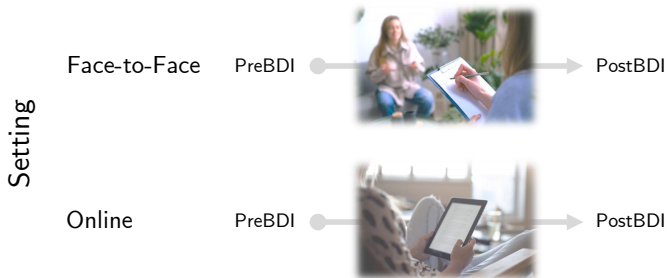 Setting
Face-to-Face PreBDI PostBDI
Online PreBDI PostBDI